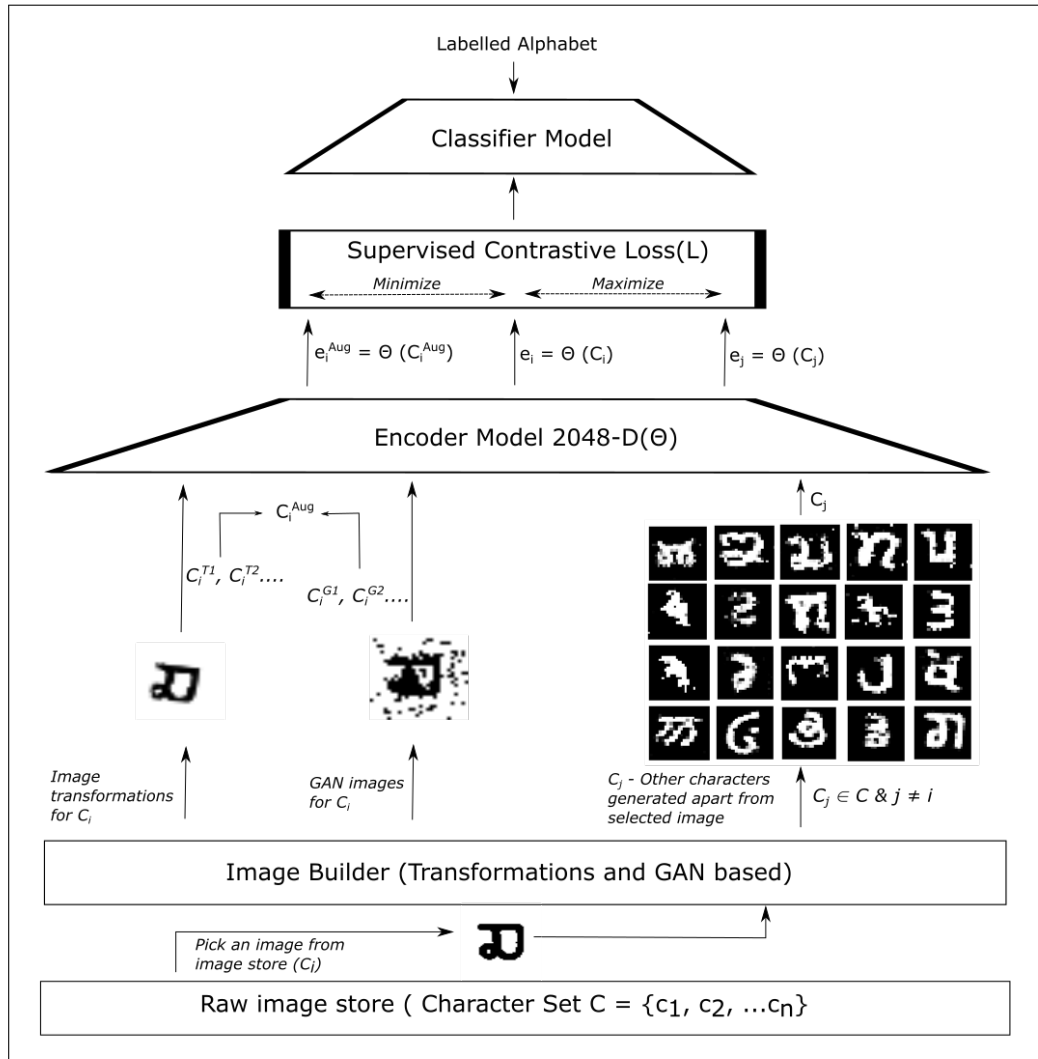 Labelled Alphabet
Classifier Model
Supervised Contrastive Loss(L)
Minimize
Maximize
e_i^Aug = Θ (C_i^Aug)
e_i = Θ (C_i)
e_j = Θ (C_j)
Encoder Model 2048-D(Θ)
C_i^Aug
C_j
C_i^T1, C_i^T2....
C_i^G1, C_i^G2....
Image
transformations
for C_i
GAN images
for C_i
C_j - Other characters
generated apart from
selected image
C_j ∈ C & j ≠ i
Image Builder (Transformations and GAN based)
Pick an image from
image store (C_i)
Raw image store ( Character Set C = {c_1, c_2, ...c_n}